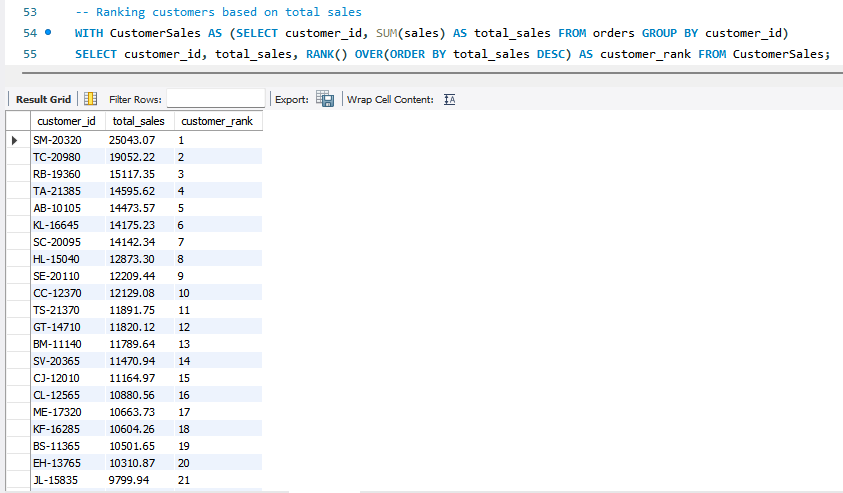 53 -- Ranking customers based on total sales
54 WITH CustomerSales AS (SELECT customer_id, SUM(sales) AS total_sales FROM orders GROUP BY customer_id)
55 SELECT customer_id, total_sales, RANK() OVER(ORDER BY total_sales DESC) AS customer_rank FROM CustomerSales;
Result Grid Filter Rows: Export: Wrap Cell Content: IA
customer_id total_sales customer_rank
SM-20320 25043.07 1
TC-20980 19052.22 2
RB-19360 15117.35 3
TA-21385 14595.62 4
AB-10105 14473.57 5
KL-16645 14175.23 6
SC-20095 14142.34 7
HL-15040 12873.30 8
SE-20110 12209.44 9
CC-12370 12129.08 10
TS-21370 11891.75 11
GT-14710 11820.12 12
BM-11140 11789.64 13
SV-20365 11470.94 14
CJ-12010 11164.97 15
CL-12565 10880.56 16
ME-17320 10663.73 17
KF-16285 10604.26 18
BS-11365 10501.65 19
EH-13765 10310.87 20
JL-15835 9799.94 21